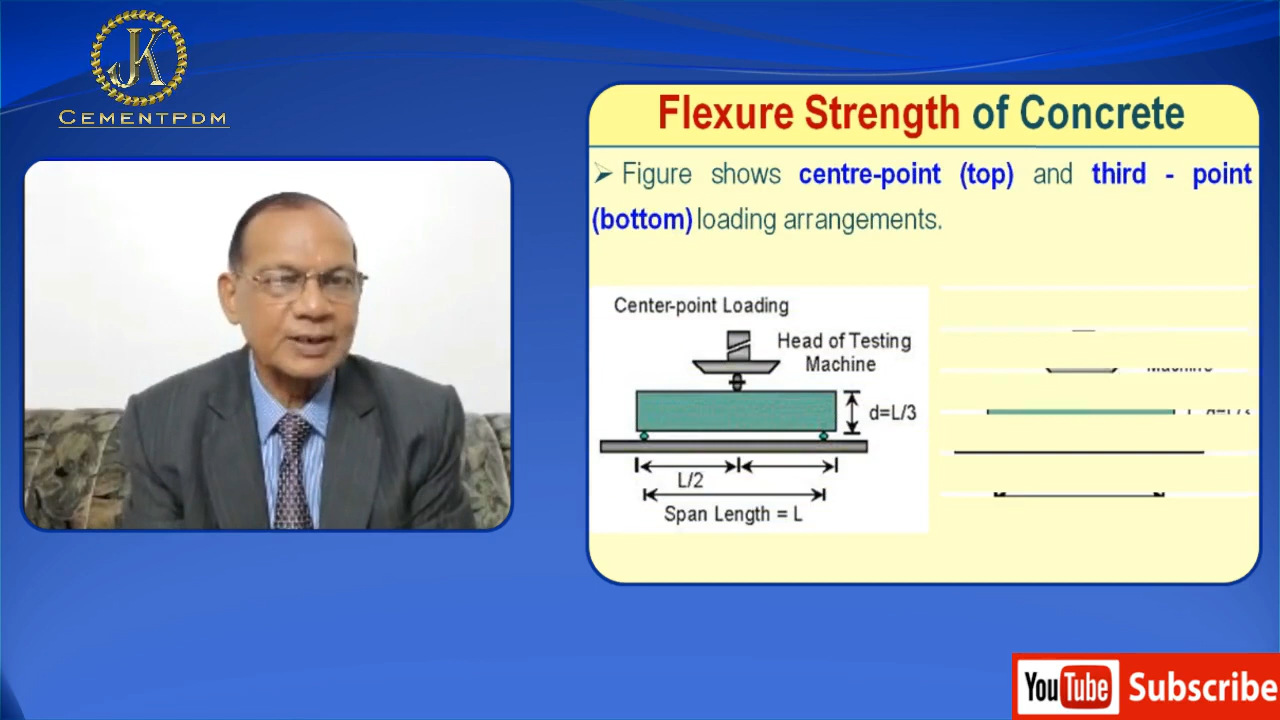 JK
CEMENTPDM
Flexure Strength of Concrete
➢ Figure shows centre-point (top) and third - point
(bottom) loading arrangements.
Center-point Loading
Head of Testing
Machine
d=L/3
L/2
Span Length = L
YouTube Subscribe